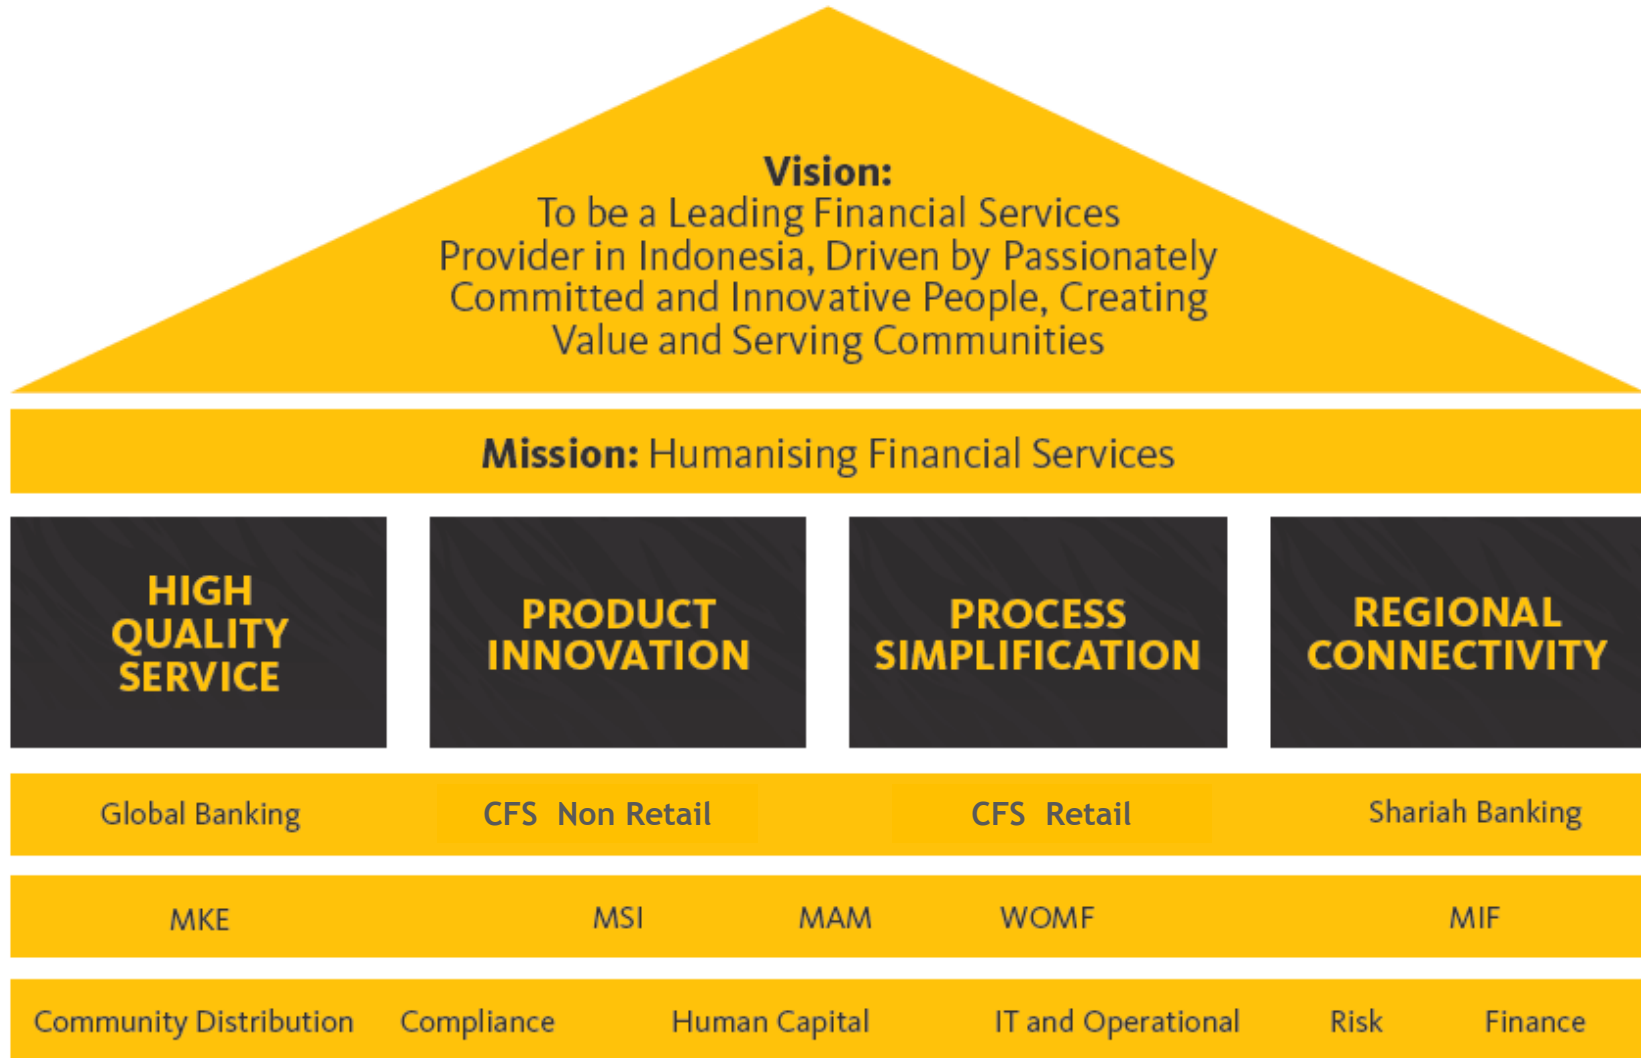 Vision:
To be a Leading Financial Services
Provider in Indonesia, Driven by Passionately
Committed and Innovative People, Creating
Value and Serving Communities
Mission: Humanising Financial Services
HIGH
QUALITY
SERVICE
PRODUCT
INNOVATION
PROCESS
SIMPLIFICATION
REGIONAL
CONNECTIVITY
Global Banking CFS Non Retail CFS Retail Shariah Banking
MKE MSI MAM WOMF MIF
Community Distribution Compliance Human Capital IT and Operational Risk Finance